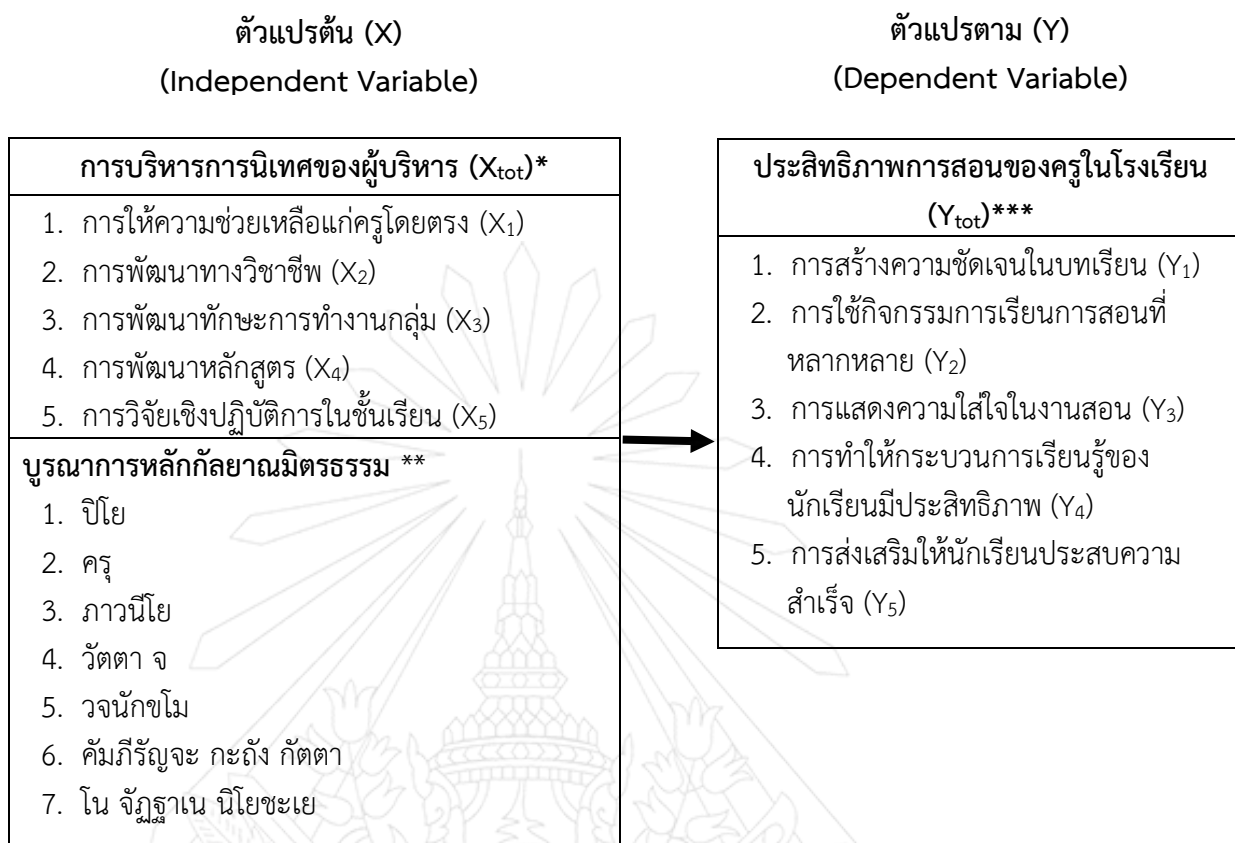 ตัวแปรต้น (X)
(Independent Variable)
การบริหารการนิเทศของผู้บริหาร (Xtot)*
1. การให้ความช่วยเหลือแก่ครูโดยตรง (X1)
2. การพัฒนาทางวิชาชีพ (X2)
3. การพัฒนาทักษะการทำงานกลุ่ม (X3)
4. การพัฒนาหลักสูตร (X4)
5. การวิจัยเชิงปฏิบัติการในชั้นเรียน (X5)
บูรณาการหลักกัลยาณมิตรธรรม **
1. ปิโย
2. ครุ
3. ภาวนีโย
4. วัตตา จ
5. วจนักขโม
6. คัมภีรัญจะ กะถัง กัตตา
7. โน จัฏฐาเน นิโยชะเย
ตัวแปรตาม (Y)
(Dependent Variable)
ประสิทธิภาพการสอนของครูในโรงเรียน
(Ytot)***
1. การสร้างความชัดเจนในบทเรียน (Y1)
2. การใช้กิจกรรมการเรียนการสอนที่
หลากหลาย (Y2)
3. การแสดงความใส่ใจในงานสอน (Y3)
4. การทำให้กระบวนการเรียนรู้ของ
นักเรียนมีประสิทธิภาพ (Y4)
5. การส่งเสริมให้นักเรียนประสบความ
สำเร็จ (Y5)